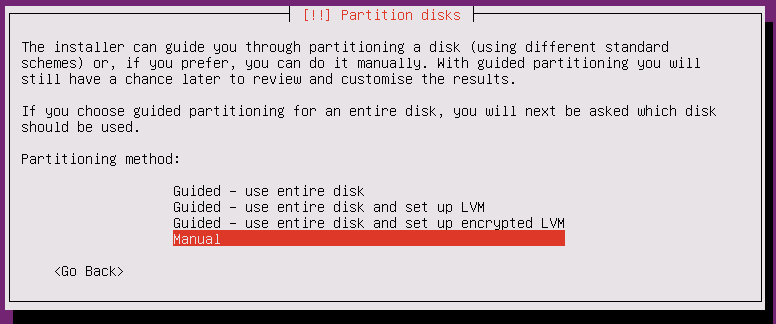 [!!] Partition disks
The installer can guide you through partitioning a disk (using different standard
schemes) or, if you prefer, you can do it manually. With guided partitioning you will
still have a chance later to review and customise the results.
If you choose guided partitioning for an entire disk, you will next be asked which disk
should be used.
Partitioning method:
Guided - use entire disk
Guided - use entire disk and set up LVM
Guided - use entire disk and set up encrypted LVM
Manual
<Go Back>